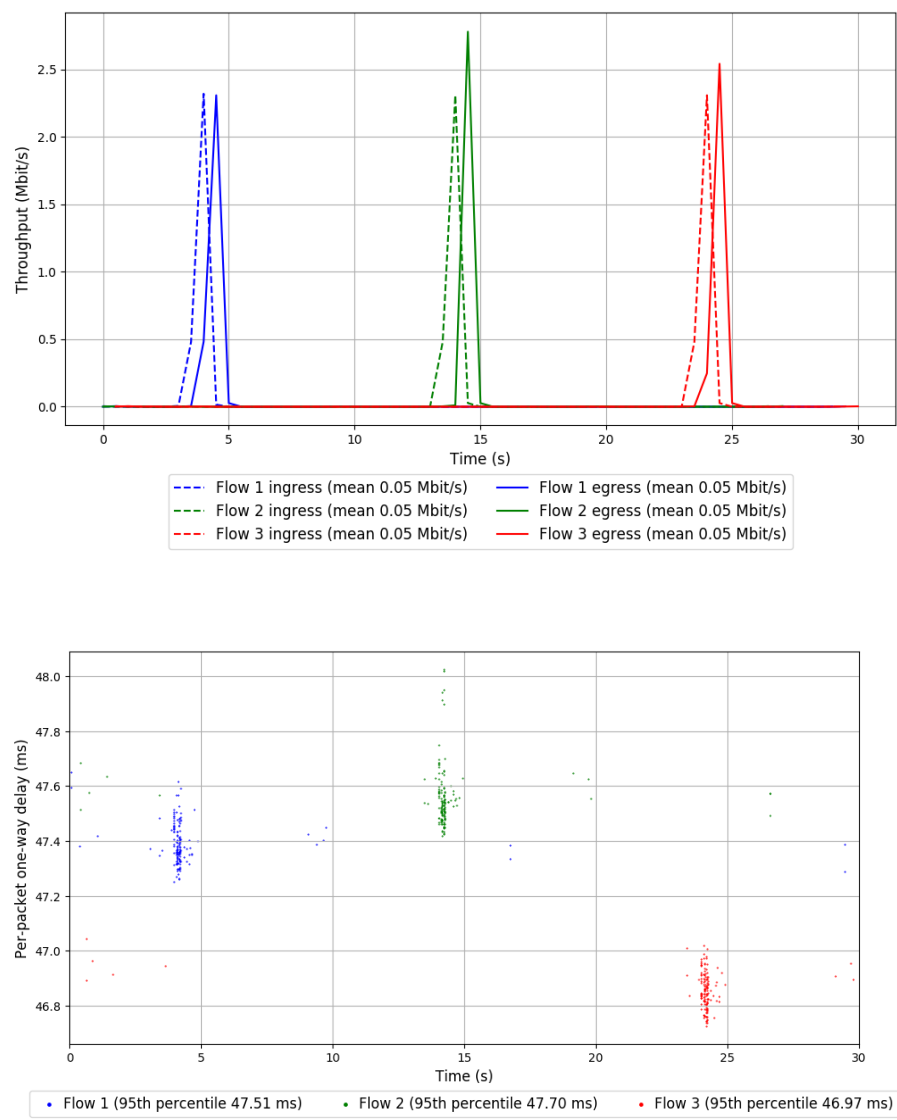 Throughput (Mbit/s)
2.5
2.0
1.5
1.0
0.5
0.0
0 5 10 15 20 25 30
Time (s)
Flow 1 ingress (mean 0.05 Mbit/s) Flow 1 egress (mean 0.05 Mbit/s)
Flow 2 ingress (mean 0.05 Mbit/s) Flow 2 egress (mean 0.05 Mbit/s)
Flow 3 ingress (mean 0.05 Mbit/s) Flow 3 egress (mean 0.05 Mbit/s)
Per-packet one-way delay (ms)
48.0
47.8
47.6
47.4
47.2
47.0
46.8
0 5 10 15 20 25 30
Time (s)
Flow 1 (95th percentile 47.51 ms) Flow 2 (95th percentile 47.70 ms) Flow 3 (95th percentile 46.97 ms)